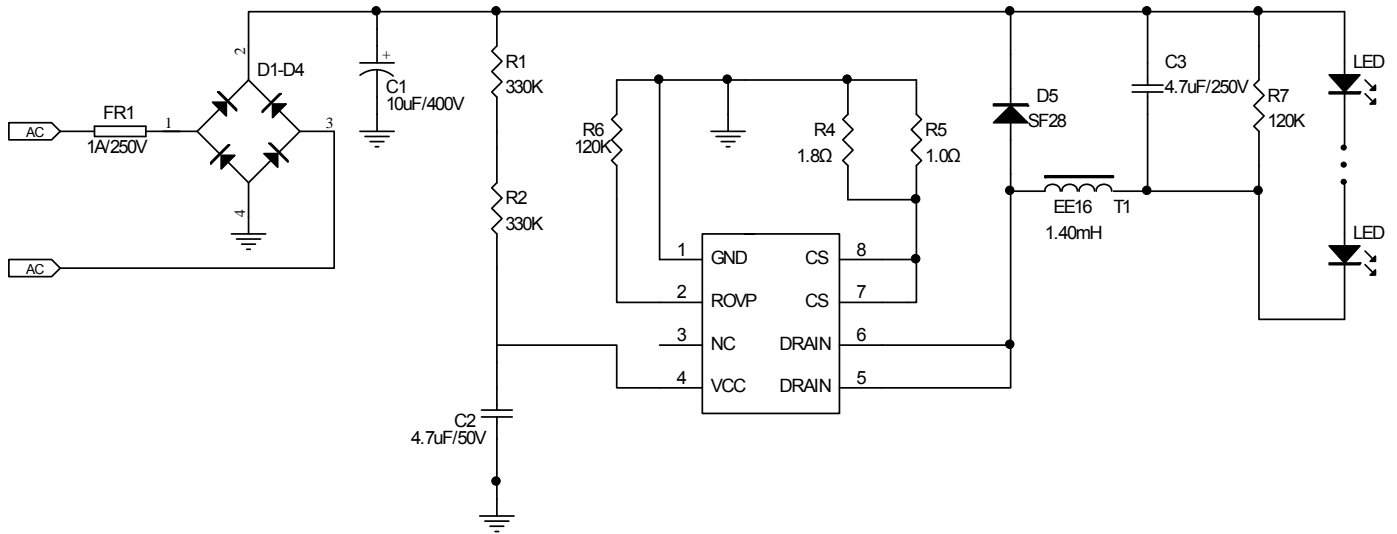 AC
FR1
1A/250V
1
2
3
4
D1-D4
AC
C1
10uF/400V
+
R1
330K
R2
330K
C2
4.7uF/50V
R6
120K
R4
1.8Ω
R5
1.0Ω
1 GND CS 8
2 ROVP CS 7
3 NC DRAIN 6
4 VCC DRAIN 5
D5
SF28
EE16 T1
1.40mH
C3
4.7uF/250V
R7
120K
LED
LED